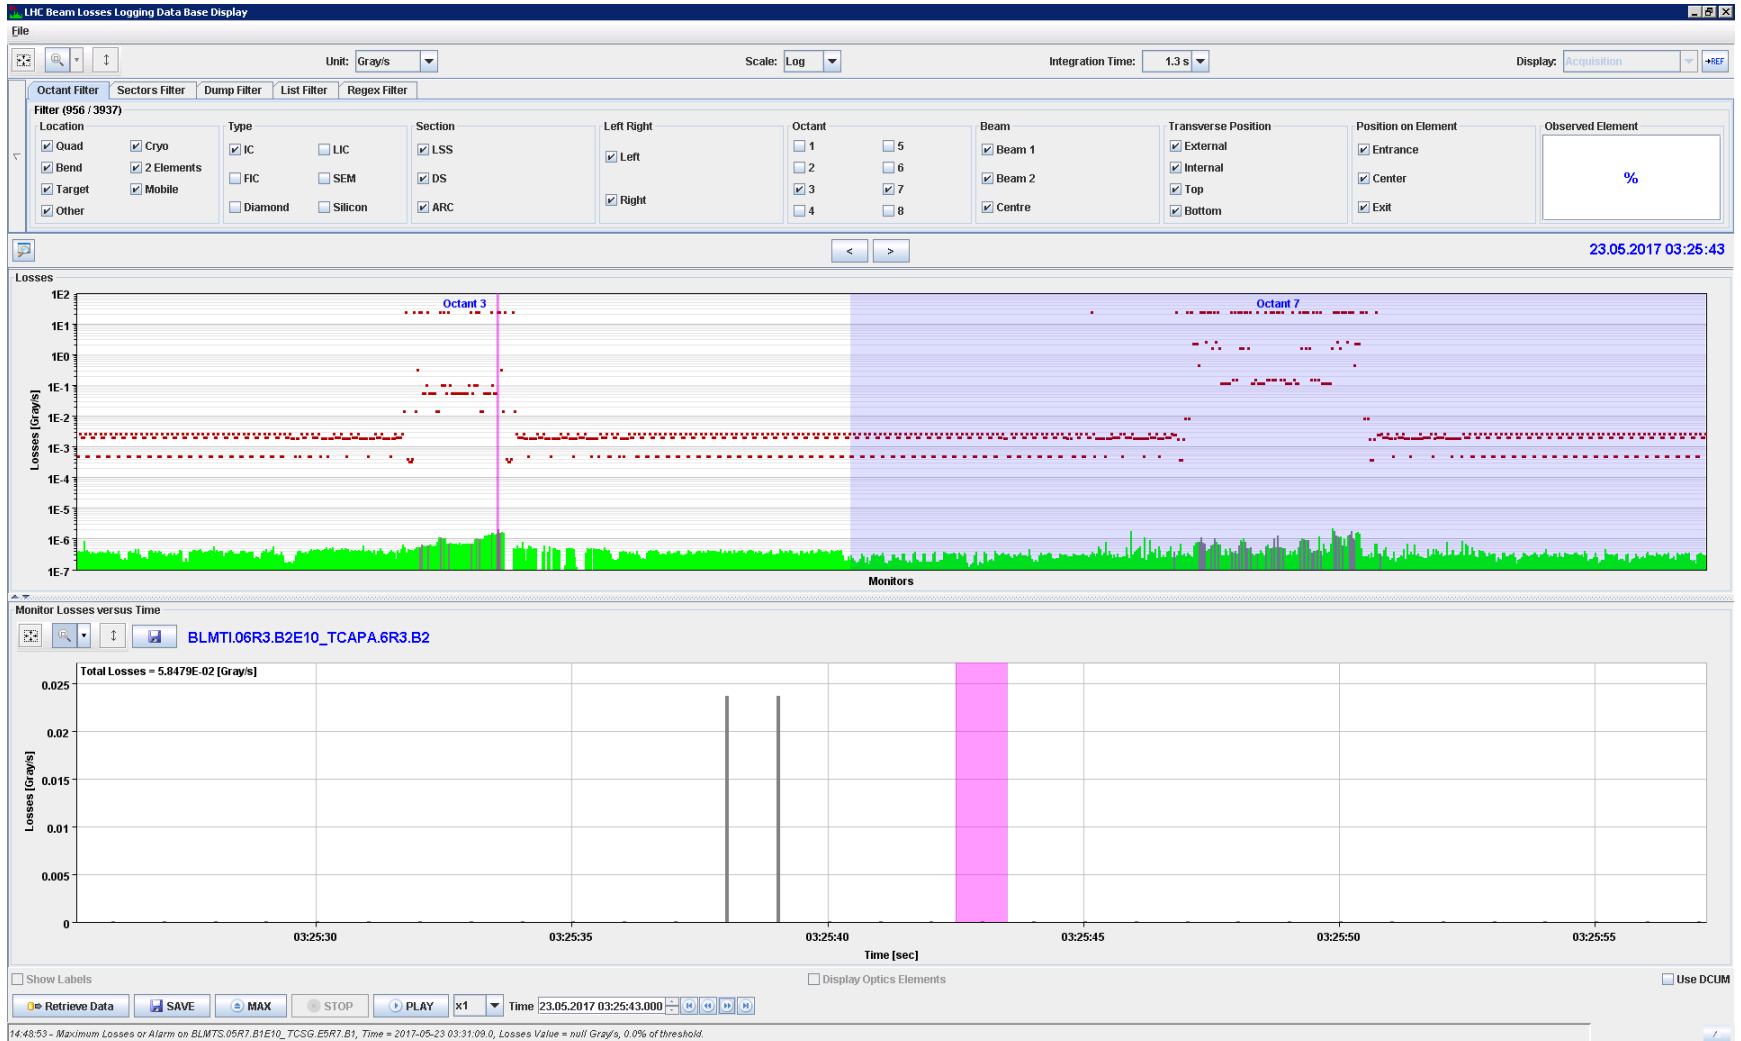 LHC Beam Losses Logging Data Base Display
File
Unit: Gray/s Scale: Log Integration Time: 1.3 s Display: Acquisition →REF
Octant Filter Sectors Filter Dump Filter List Filter Regex Filter
Filter (956 / 3937)
Location Type Section Left Right Octant Beam Transverse Position Position on Element Observed Element
Quad Cryo IC LIC LSS Left 1 5 Beam 1 External Entrance
Bend 2 Elements FIC SEM DS 2 6 Beam 2 Internal Center %
Target Mobile Right 3 7 Top
Other Diamond Silicon ARC 4 8 Centre Bottom Exit
< > 23.05.2017 03:25:43
Losses
Octant 3 Octant 7
1E2
1E1
1E0
1E-1
1E-2
1E-3
1E-4
1E-5
1E-6
1E-7
Losses [Gray/s]
Monitors
Monitor Losses versus Time
BLMTI.06R3.B2E10_TCAPA.6R3.B2
Total Losses = 5.8479E-02 [Gray/s]
0.025
0.02
0.015
0.01
0.005
0
Losses [Gray/s]
03:25:30 03:25:35 03:25:40 03:25:45 03:25:50 03:25:55
Time [sec]
Show Labels Display Optics Elements Use DCUM
Retrieve Data SAVE MAX STOP PLAY x1 Time 23.05.2017 03:25:43.000
14:48:53 - Maximum Losses or Alarm on BLMTS.05R7.B1E10_TCSG.E5R7.B1, Time = 2017-05-23 03:31:09.0, Losses Value = null Gray/s, 0.0% of threshold.